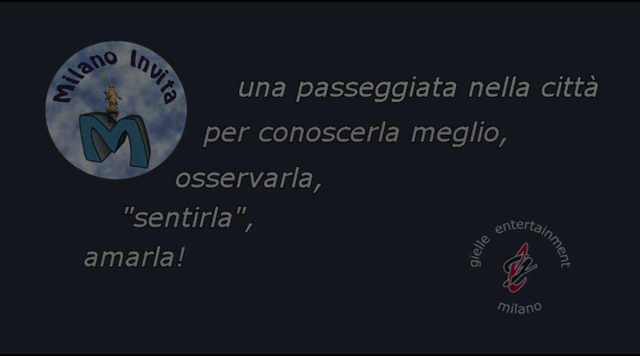 Milano Invita
M
una passeggiata nella città
per conoscerla meglio,
osservarla,
"sentirla",
amarla!
gielle entertainment
milano